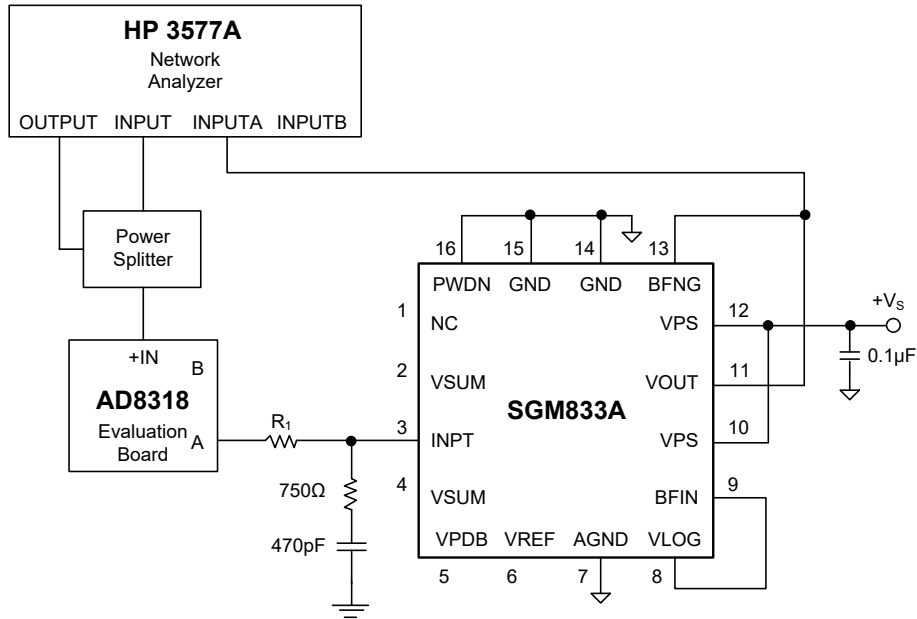 HP 3577A
Network
Analyzer
OUTPUT INPUT INPUTA INPUTB
Power
Splitter
+IN
B
AD8318
Evaluation
Board
A
R1
750Ω
470pF
16 15 14 13
PWDN GND GND BFNG
1
NC
2
VSUM
3
INPT
4
VSUM
SGM833A
12
VPS
11
VOUT
10
VPS
9
BFIN
VPDB VREF AGND VLOG
5 6 7 8
+VS
0.1µF